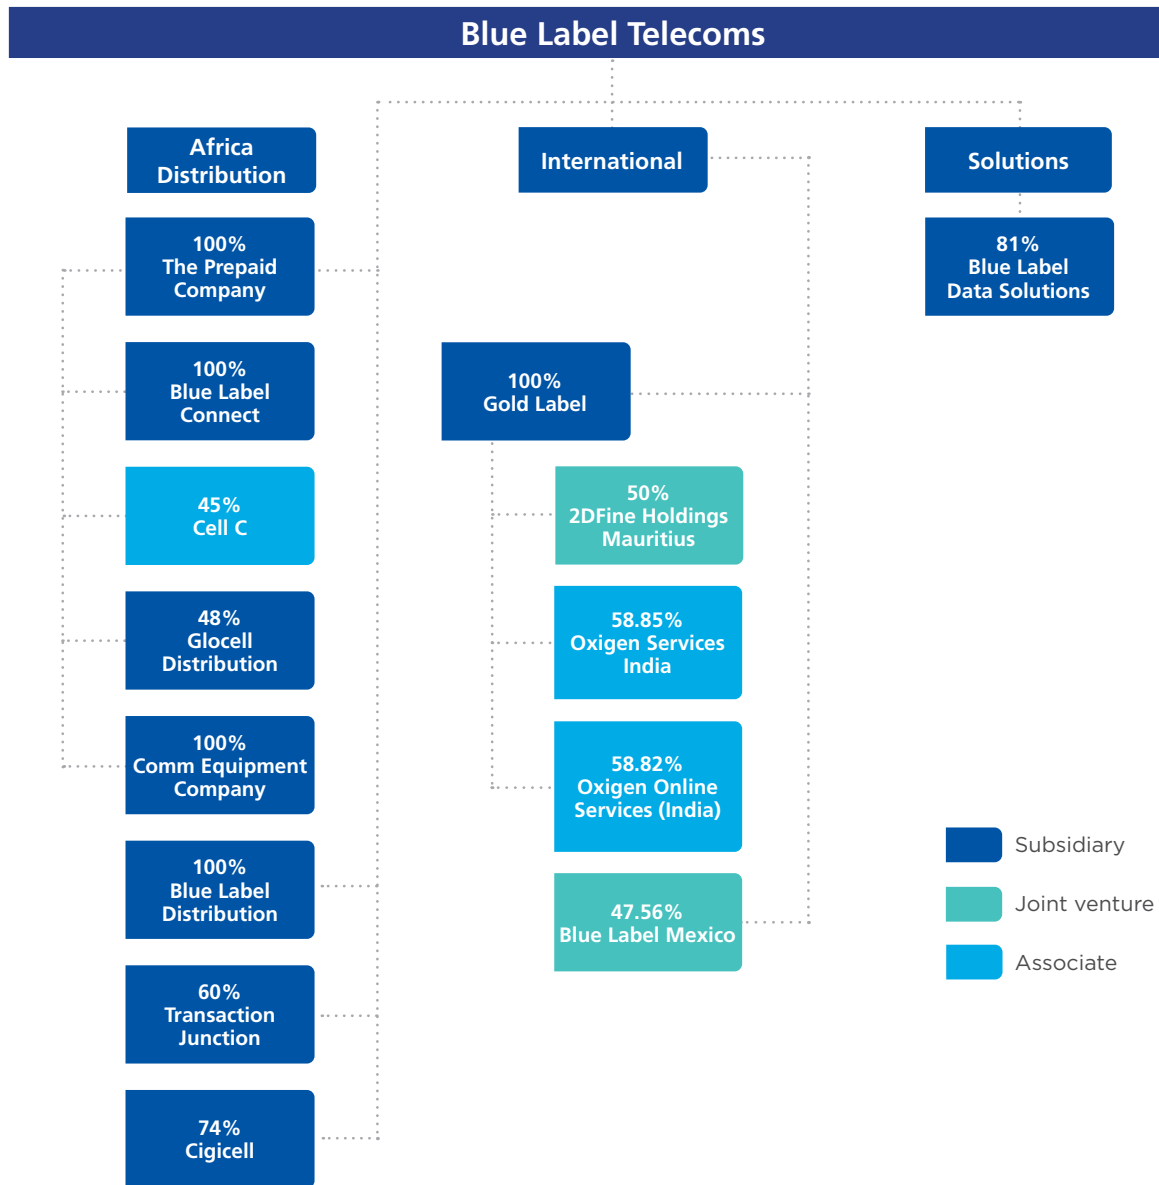 Blue Label Telecoms
Africa
Distribution
100%
The Prepaid
Company
100%
Blue Label
Connect
45%
Cell C
48%
Glocell
Distribution
100%
Comm Equipment
Company
100%
Blue Label
Distribution
60%
Transaction
Junction
74%
Cigicell
International
100%
Gold Label
50%
2DFine Holdings
Mauritius
58.85%
Oxigen Services
India
58.82%
Oxigen Online
Services (India)
47.56%
Blue Label Mexico
Solutions
81%
Blue Label
Data Solutions
Subsidiary
Joint venture
Associate